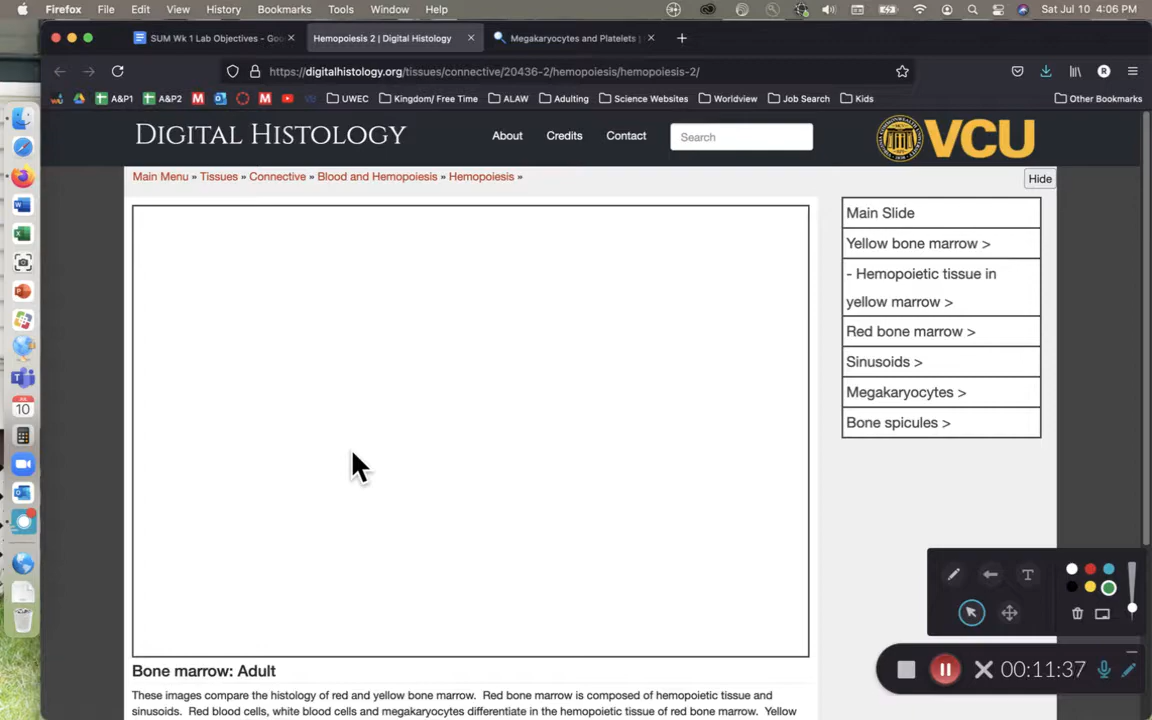 Firefox File Edit View History Bookmarks Tools Window Help Sat Jul 10 4:06 PM
SUM Wk 1 Lab Objectives - Goo Hemopoiesis 2 | Digital Histology Megakaryocytes and Platelets
https://digitalhistology.org/tissues/connective/20436-2/hemopoiesis/hemopoiesis-2/
A&P1 A&P2 UWEC Kingdom/ Free Time ALAW Adulting Science Websites Worldview Job Search Kids Other Bookmarks
DIGITAL HISTOLOGY About Credits Contact Search VCU
Main Menu » Tissues » Connective » Blood and Hemopoiesis » Hemopoiesis »
Hide
Main Slide
Yellow bone marrow >
- Hemopoietic tissue in
yellow marrow >
Red bone marrow >
Sinusoids >
Megakaryocytes >
Bone spicules >
JUL
10
T
00:11:37
Bone marrow: Adult
These images compare the histology of red and yellow bone marrow. Red bone marrow is composed of hemopoietic tissue and
sinusoids. Red blood cells, white blood cells and megakaryocytes differentiate in the hemopoietic tissue of red bone marrow. Yellow